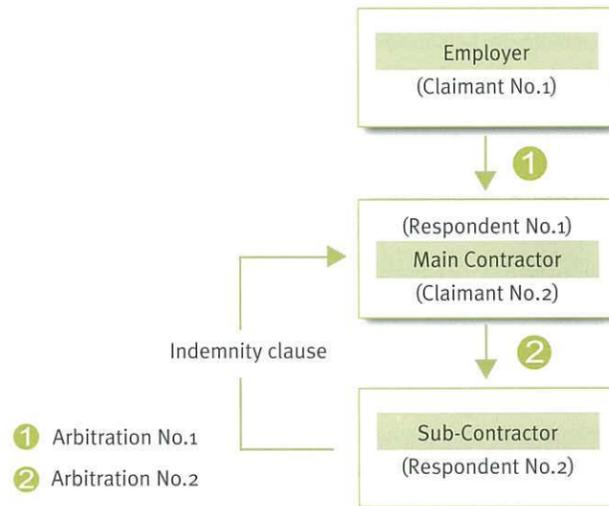 Employer
(Claimant No.1)
1
(Respondent No.1)
Main Contractor
(Claimant No.2)
Indemnity clause
2
Sub-Contractor
(Respondent No.2)
1 Arbitration No.1
2 Arbitration No.2